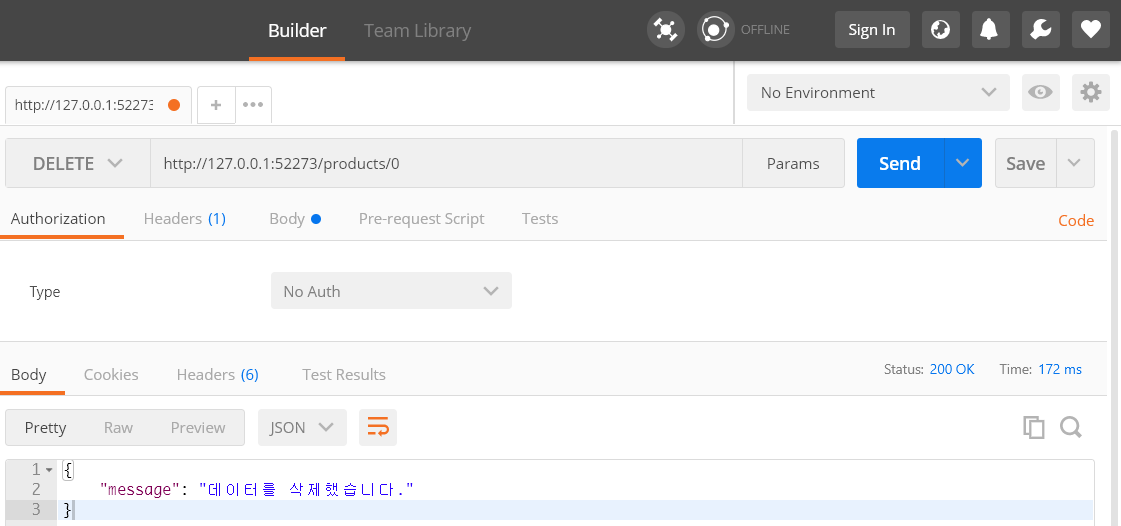 Builder Team Library OFFLINE Sign In
http://127.0.0.1:52273 + ••• No Environment
DELETE http://127.0.0.1:52273/products/0 Params Send Save
Authorization Headers (1) Body Pre-request Script Tests Code
Type No Auth
Body Cookies Headers (6) Test Results Status: 200 OK Time: 172 ms
Pretty Raw Preview JSON
1 {
2 "message": "데이터를 삭제했습니다."
3 }